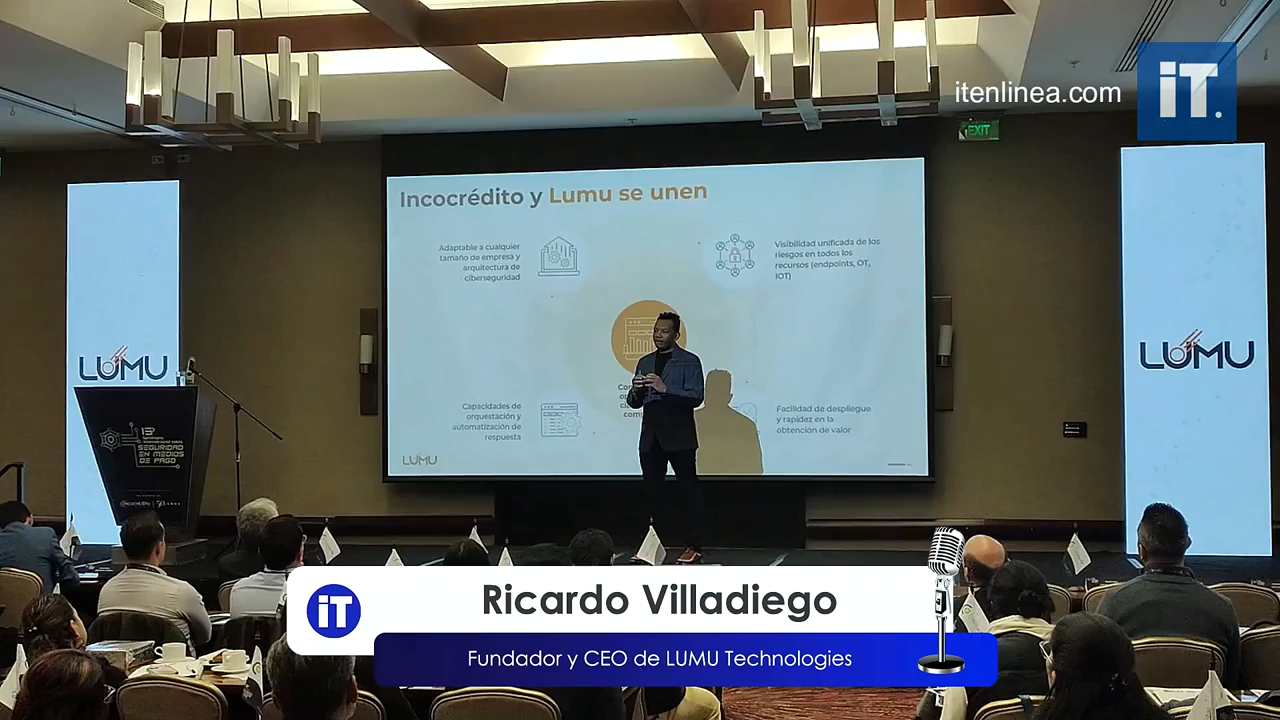 itenlinea.com
iT.
EXIT
Incocrédito y Lumu se unen
Adaptable a cualquier
tamaño de empresa y
arquitectura de
ciberseguridad
Visibilidad unificada de los
riesgos en todos los
recursos (endpoints, OT,
IOT)
Capacidades de
orquestación y
automatización de
respuesta
Facilidad de despliegue
y rapidez en la
obtención de valor
LUMU
LUMU
LUMU
13º
SEGURIDAD
EN MEDIOS
DE PAGO
iT
Ricardo Villadiego
Fundador y CEO de LUMU Technologies